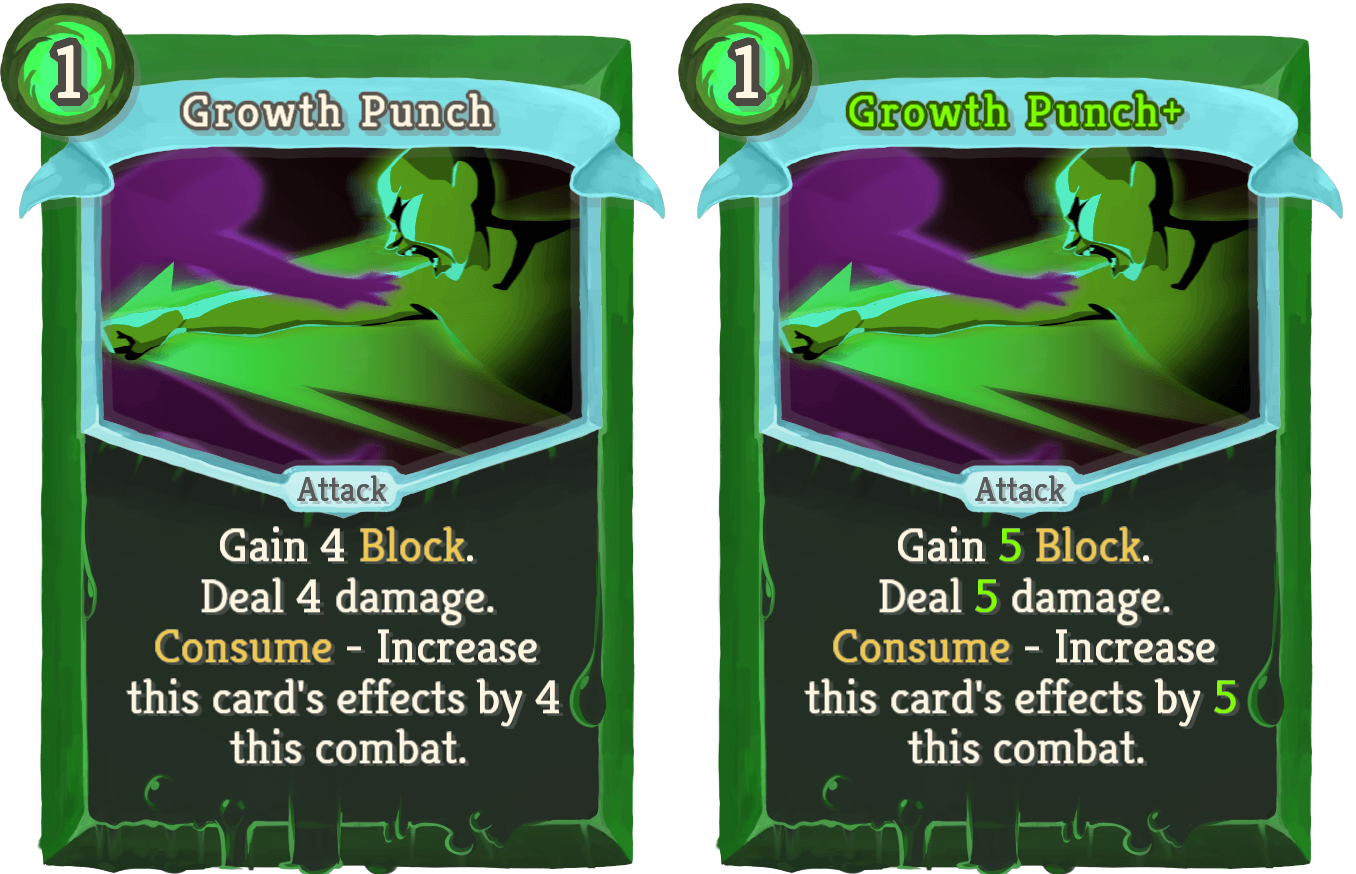 1
Growth Punch
Attack
Gain 4 Block.
Deal 4 damage.
Consume - Increase
this card's effects by 4
this combat.
1
Growth Punch+
Attack
Gain 5 Block.
Deal 5 damage.
Consume - Increase
this card's effects by 5
this combat.